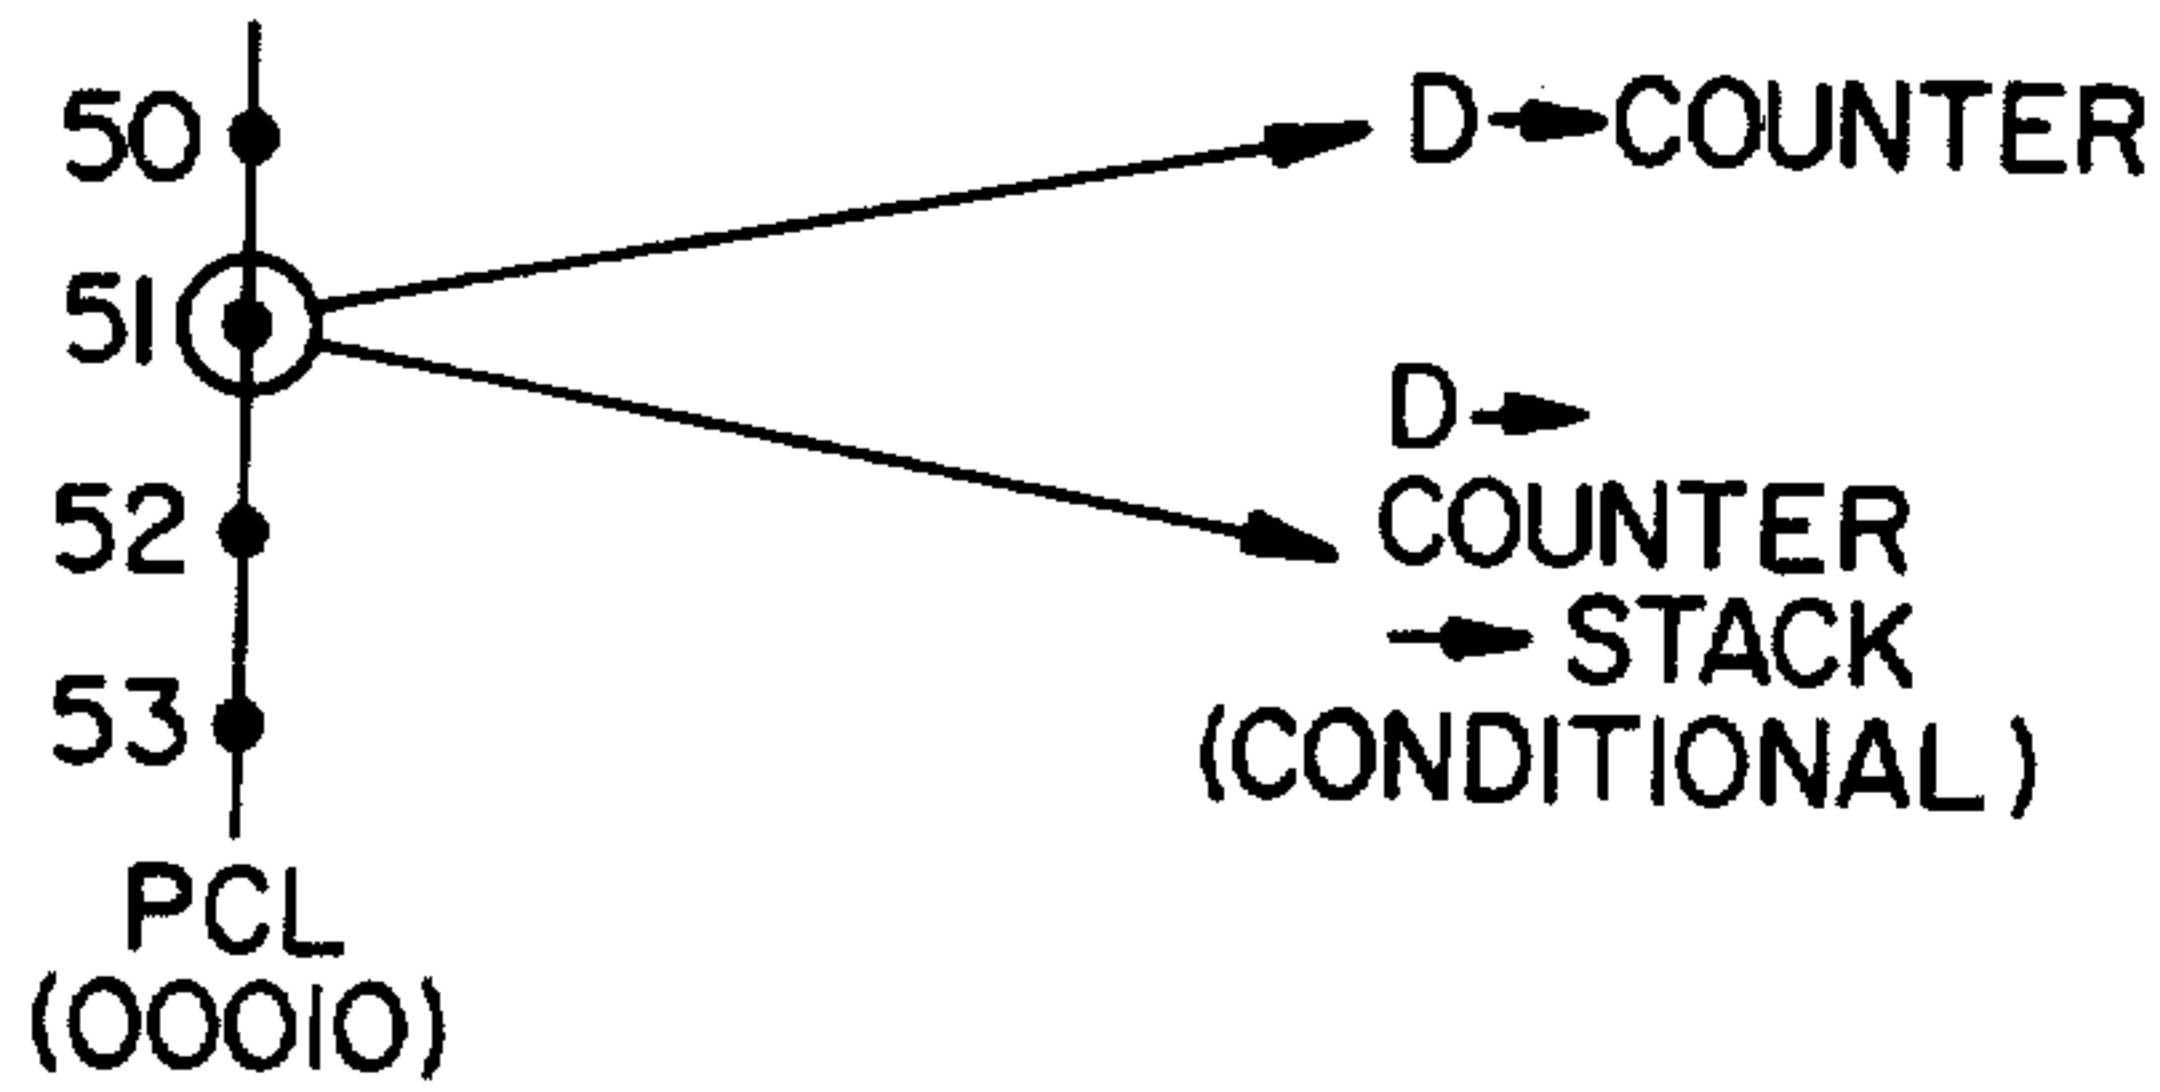 50
D→COUNTER
51
D→
COUNTER
→ STACK
(CONDITIONAL)
52
53
PCL
(00010)